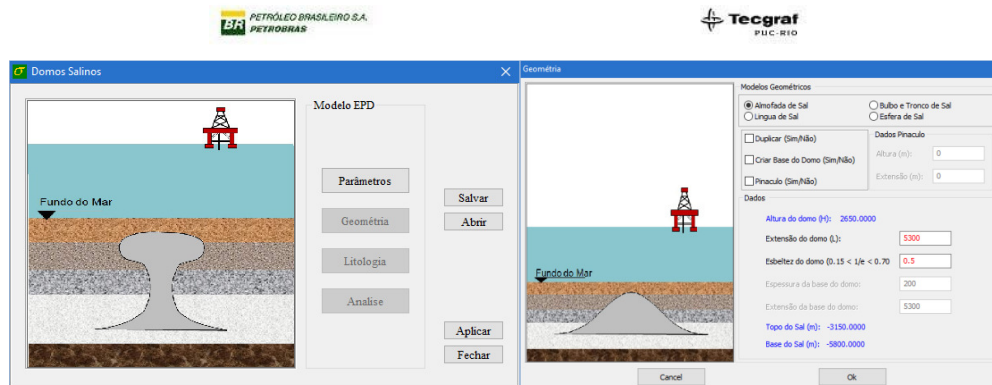 BR PETRÓLEO BRASILEIRO S.A.
PETROBRAS
Tecgraf
PUC-RIO
Domos Salinos
Fundo do Mar
Modelo EPD
Parâmetros
Geométria
Litologia
Analise
Salvar
Abrir
Aplicar
Fechar
Geométria
Fundo do Mar
Modelos Geométricos
Almofada de Sal
Bulbo e Tronco de Sal
Lingua de Sal
Esfera de Sal
Duplicar (Sim/Não)
Criar Base do Domo (Sim/Não)
Pinaculo (Sim/Não)
Dados Pinaculo
Altura (m): 0
Extensão (m): 0
Dados
Altura do domo (H): 2650.0000
Extensão do domo (L): 5300
Esbeltez do domo (0.15 < 1/e < 0.70 0.5
Espessura da base do domo: 200
Extensão da base do domo: 5300
Topo do Sal (m): -3150.0000
Base do Sal (m): -5800.0000
Cancel
Ok